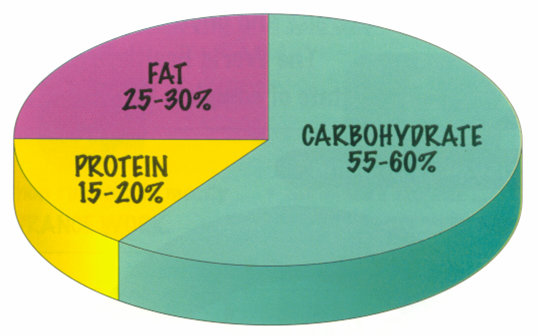 FAT
25-30%
CARBOHYDRATE
55-60%
PROTEIN
15-20%